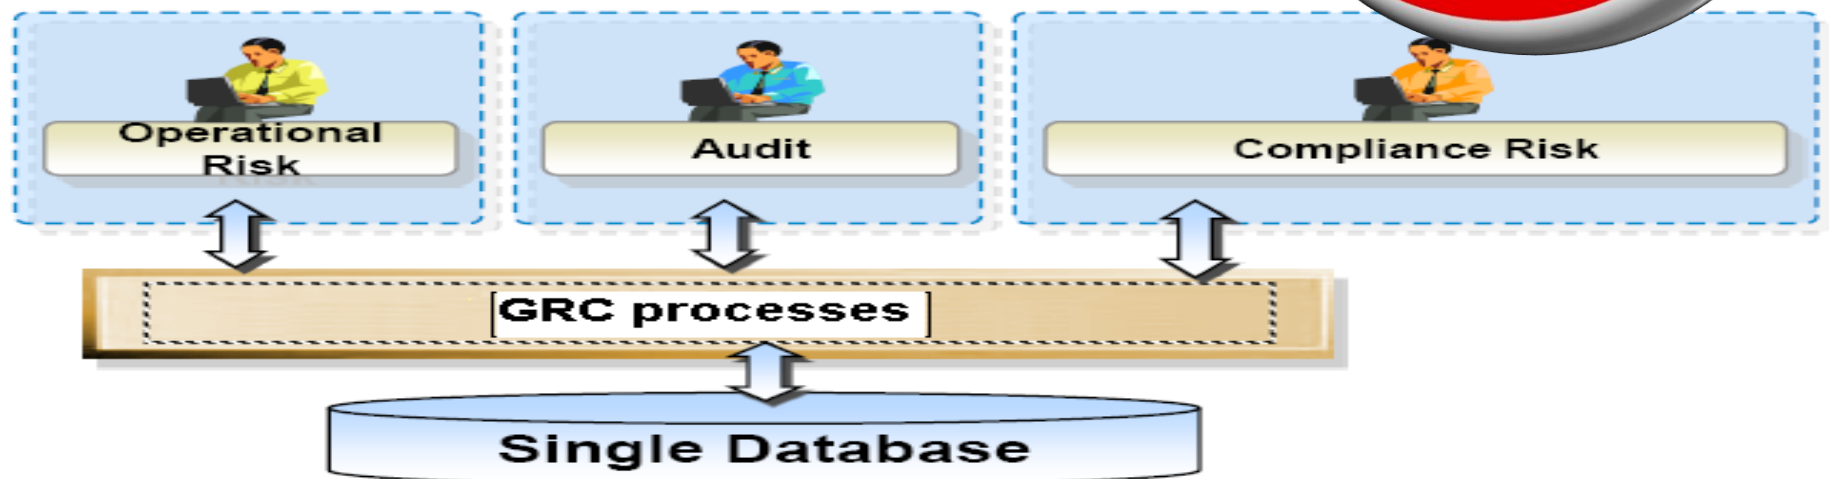 Operational
Risk
Audit
Compliance Risk
GRC processes
Single Database